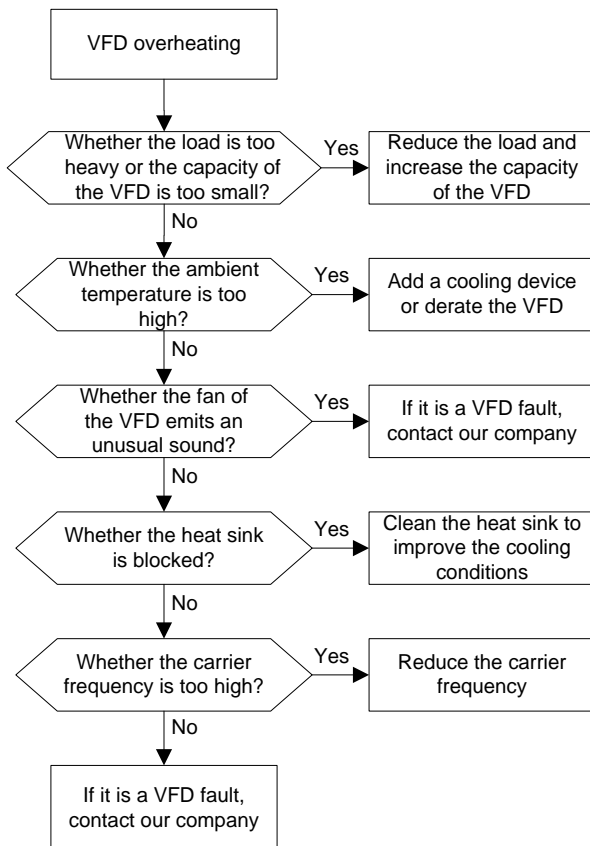 VFD overheating
Whether the load is too
heavy or the capacity of
the VFD is too small?
Yes
Reduce the load and
increase the capacity
of the VFD
No
Whether the ambient
temperature is too
high?
Yes
Add a cooling device
or derate the VFD
No
Whether the fan of
the VFD emits an
unusual sound?
Yes
If it is a VFD fault,
contact our company
No
Whether the heat sink
is blocked?
Yes
Clean the heat sink to
improve the cooling
conditions
No
Whether the carrier
frequency is too high?
Yes
Reduce the carrier
frequency
No
If it is a VFD fault,
contact our company